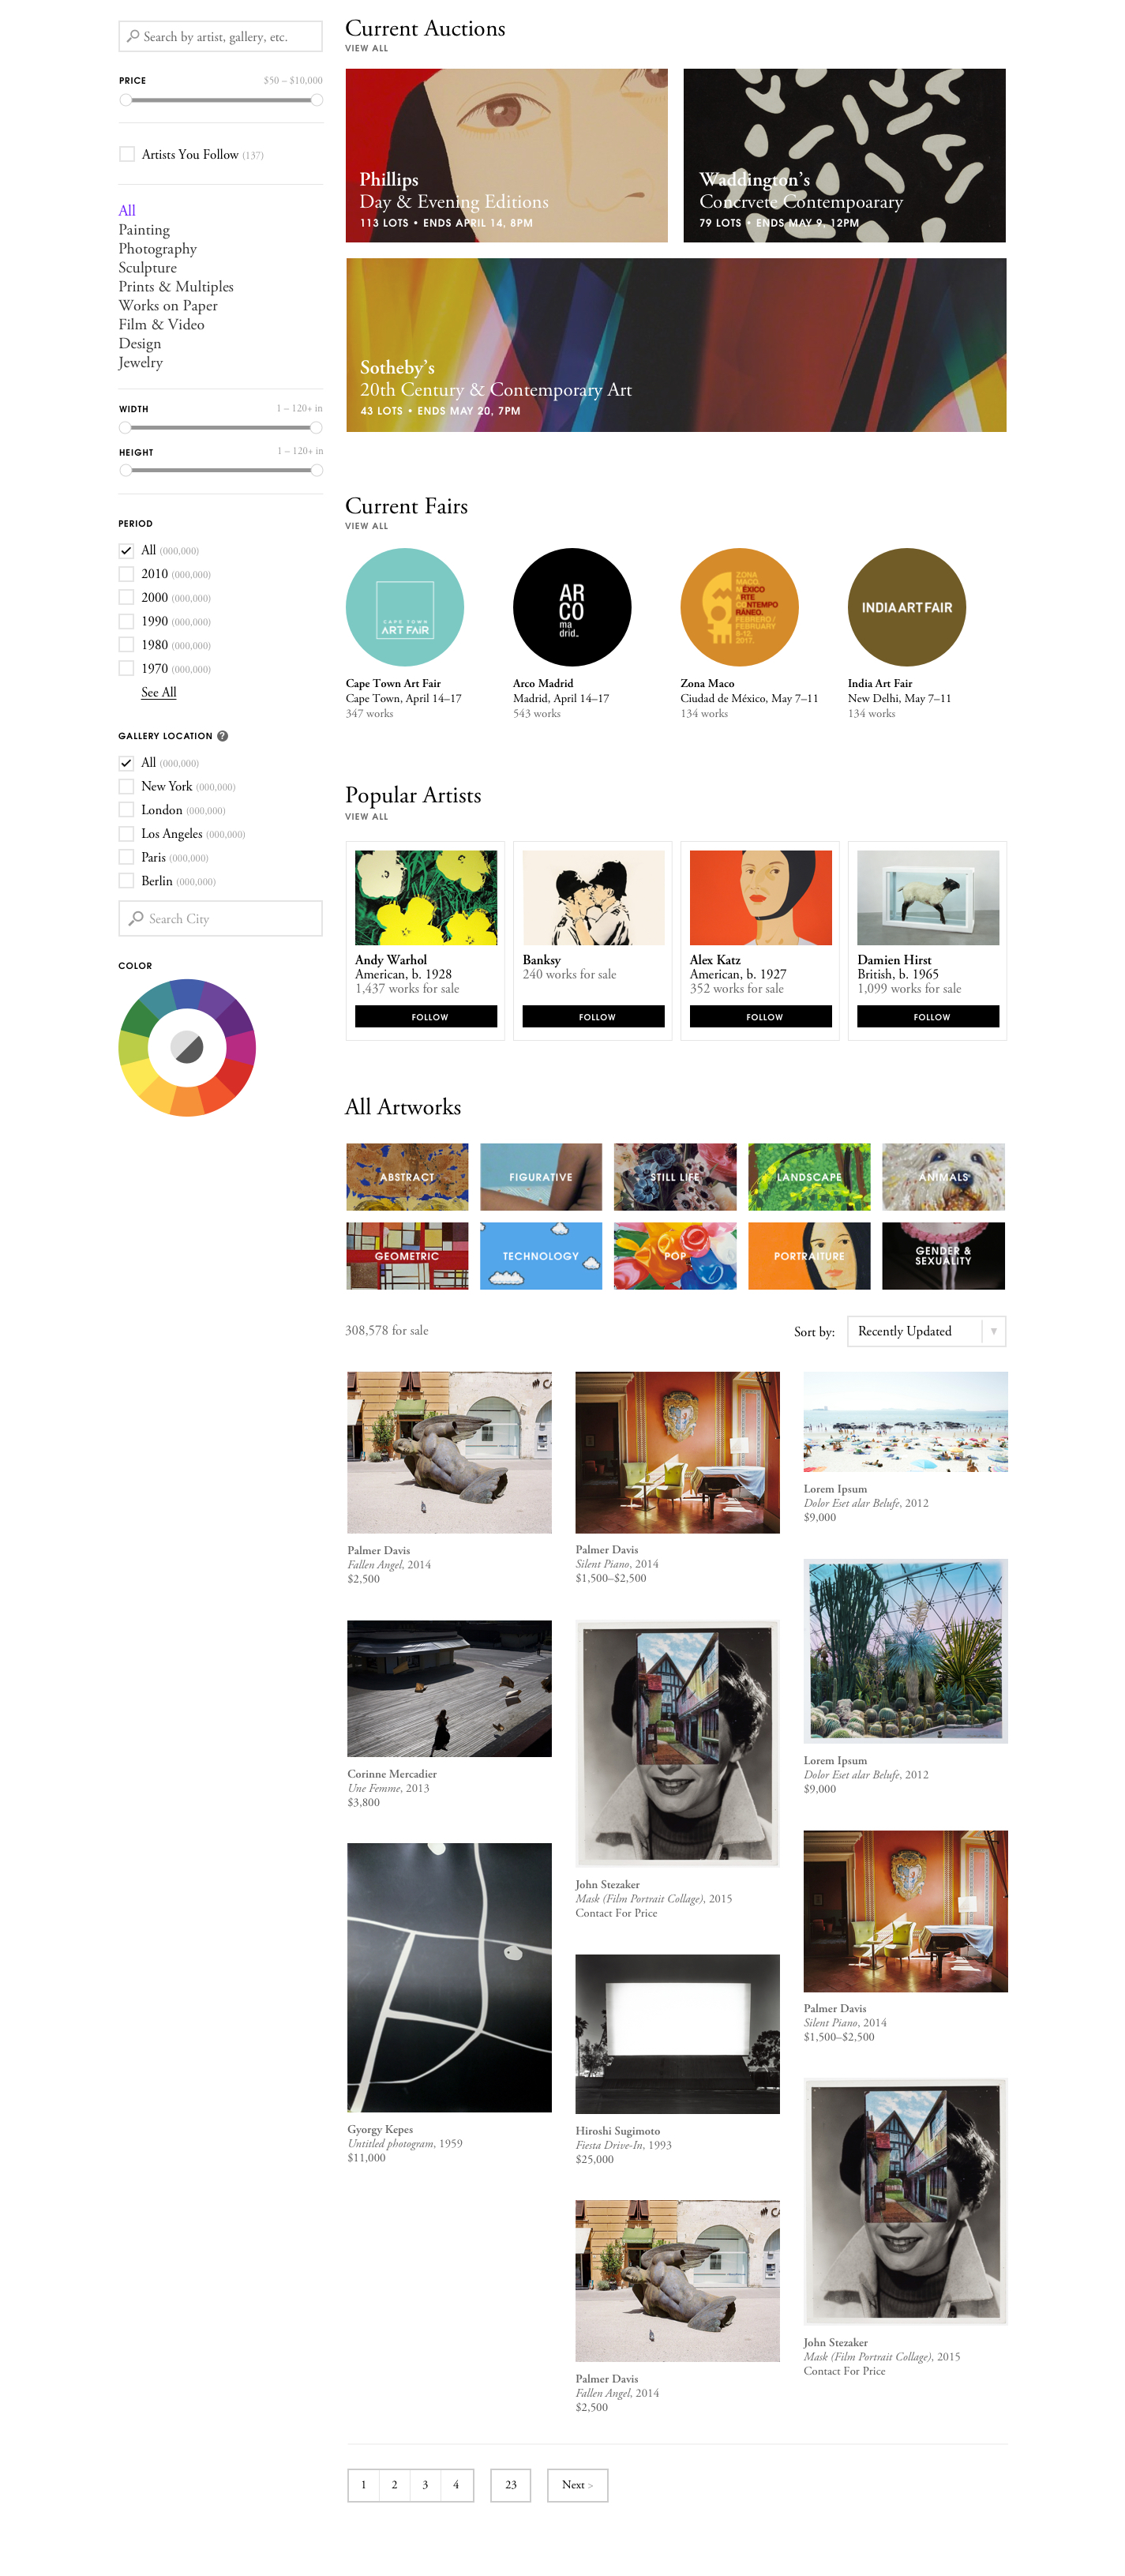 Search by artist, gallery, etc.
PRICE $50 – $10,000
Artists You Follow (137)
All
Painting
Photography
Sculpture
Prints & Multiples
Works on Paper
Film & Video
Design
Jewelry
WIDTH 1 – 120+ in
HEIGHT 1 – 120+ in
PERIOD
All (000,000)
2010 (000,000)
2000 (000,000)
1990 (000,000)
1980 (000,000)
1970 (000,000)
See All
GALLERY LOCATION ?
All (000,000)
New York (000,000)
London (000,000)
Los Angeles (000,000)
Paris (000,000)
Berlin (000,000)
Search City
COLOR
Current Auctions
VIEW ALL
Phillips
Day & Evening Editions
113 LOTS • ENDS APRIL 14, 8PM
Waddington’s
Concrvete Contempoarary
79 LOTS • ENDS MAY 9, 12PM
Sotheby’s
20th Century & Contemporary Art
43 LOTS • ENDS MAY 20, 7PM
Current Fairs
VIEW ALL
CAPE TOWN
ART FAIR
Cape Town Art Fair
Cape Town, April 14–17
347 works
AR
CO
ma
drid_
Arco Madrid
Madrid, April 14–17
543 works
ZONA
MACO.
MÉXICO
ARTE
CONTEMPO
RÁNEO.
FEBRERO /
FEBRUARY
8-12.
2017.
Zona Maco
Ciudad de México, May 7–11
134 works
INDIA ART FAIR
India Art Fair
New Delhi, May 7–11
134 works
Popular Artists
VIEW ALL
Andy Warhol
American, b. 1928
1,437 works for sale
FOLLOW
Banksy
240 works for sale
FOLLOW
Alex Katz
American, b. 1927
352 works for sale
FOLLOW
Damien Hirst
British, b. 1965
1,099 works for sale
FOLLOW
All Artworks
ABSTRACT
FIGURATIVE
STILL LIFE
LANDSCAPE
ANIMALS
GEOMETRIC
TECHNOLOGY
POP
PORTRAITURE
GENDER &
SEXUALITY
308,578 for sale
Sort by: Recently Updated
Palmer Davis
Fallen Angel, 2014
$2,500
Corinne Mercadier
Une Femme, 2013
$3,800
Gyorgy Kepes
Untitled photogram, 1959
$11,000
Palmer Davis
Silent Piano, 2014
$1,500–$2,500
John Stezaker
Mask (Film Portrait Collage), 2015
Contact For Price
Hiroshi Sugimoto
Fiesta Drive-In, 1993
$25,000
Palmer Davis
Fallen Angel, 2014
$2,500
Lorem Ipsum
Dolor Eset alar Belufe, 2012
$9,000
Lorem Ipsum
Dolor Eset alar Belufe, 2012
$9,000
Palmer Davis
Silent Piano, 2014
$1,500–$2,500
John Stezaker
Mask (Film Portrait Collage), 2015
Contact For Price
1 2 3 4 23 Next >